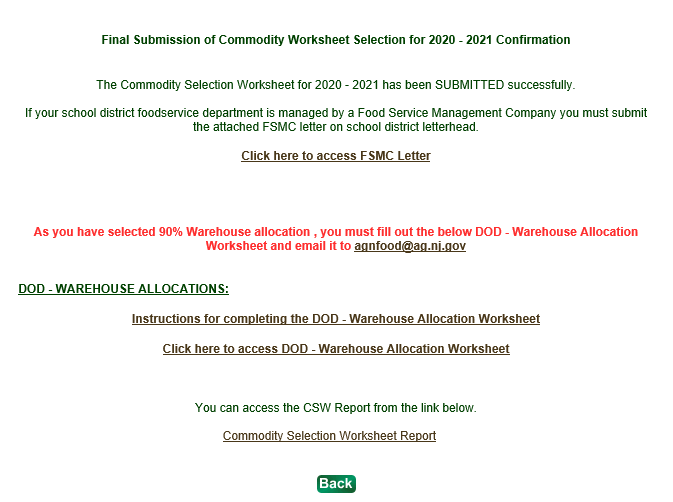 Final Submission of Commodity Worksheet Selection for 2020 - 2021 Confirmation
The Commodity Selection Worksheet for 2020 - 2021 has been SUBMITTED successfully.
If your school district foodservice department is managed by a Food Service Management Company you must submit
the attached FSMC letter on school district letterhead.
Click here to access FSMC Letter
As you have selected 90% Warehouse allocation , you must fill out the below DOD - Warehouse Allocation
Worksheet and email it to agnfood@ag.nj.gov
DOD - WAREHOUSE ALLOCATIONS:
Instructions for completing the DOD - Warehouse Allocation Worksheet
Click here to access DOD - Warehouse Allocation Worksheet
You can access the CSW Report from the link below.
Commodity Selection Worksheet Report
Back